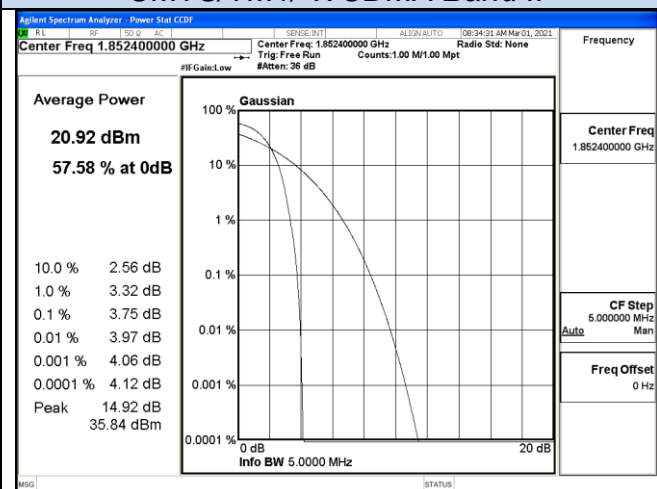 Agilent Spectrum Analyzer - Power Stat CCDF
RL RF 50 Ω AC SENSE:INT ALIGNAUTO 08:34:31 AM Mar 01, 2021
Center Freq 1.852400000 GHz
Center Freq: 1.852400000 GHz Radio Std: None
Trig: Free Run Counts:1.00 M/1.00 Mpt
#IFGain:Low #Atten: 36 dB
Frequency
Average Power
20.92 dBm
57.58 % at 0dB
10.0 % 2.56 dB
1.0 % 3.32 dB
0.1 % 3.75 dB
0.01 % 3.97 dB
0.001 % 4.06 dB
0.0001 % 4.12 dB
Peak 14.92 dB
35.84 dBm
Gaussian
100 %
10 %
1 %
0.1 %
0.01 %
0.001 %
0.0001 %
0 dB 20 dB
Info BW 5.0000 MHz
Center Freq
1.852400000 GHz
CF Step
5.000000 MHz
Auto Man
Freq Offset
0 Hz
MSG STATUS